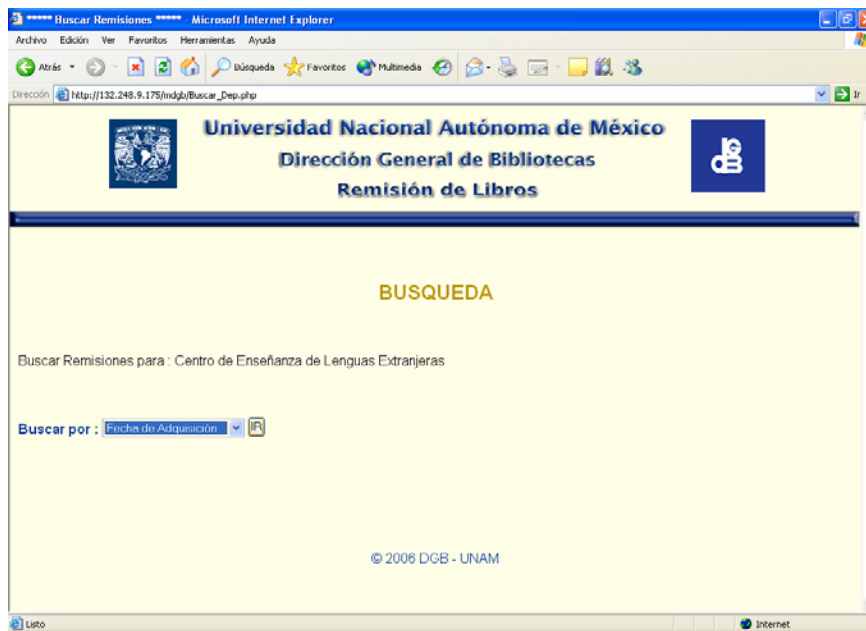 ***** Buscar Remisiones ***** - Microsoft Internet Explorer
Archivo Edición Ver Favoritos Herramientas Ayuda
Atrás Búsqueda Favoritos Multimedia
Dirección http://132.248.9.175/mdgb/Buscar_Dep.php Ir
Universidad Nacional Autónoma de México
Dirección General de Bibliotecas
Remisión de Libros
BUSQUEDA
Buscar Remisiones para : Centro de Enseñanza de Lenguas Extranjeras
Buscar por : Fecha de Adquisición IR
© 2006 DGB - UNAM
Listo Internet